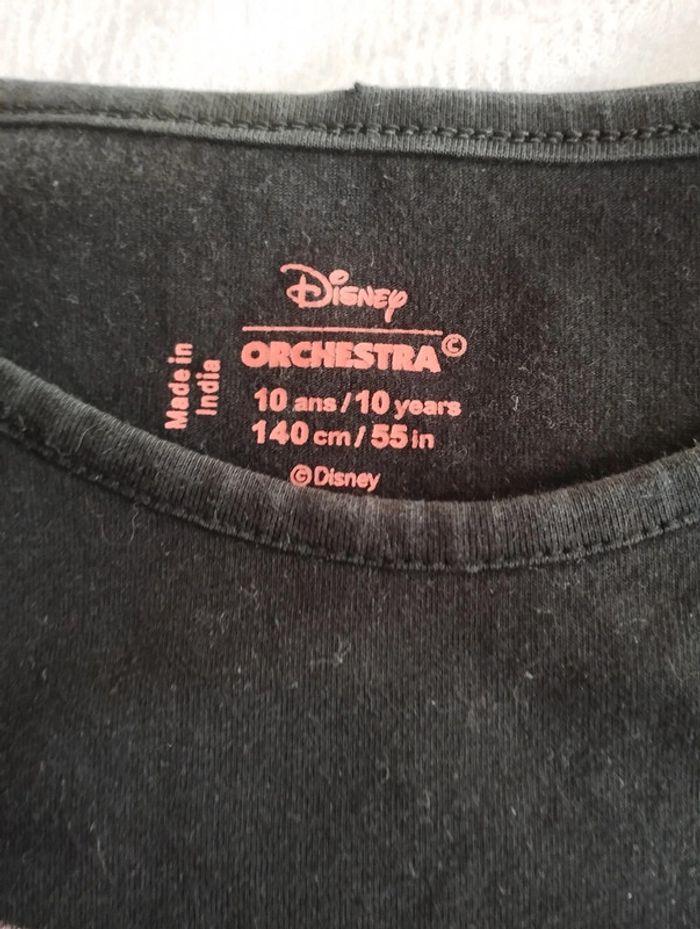 Disney
ORCHESTRA©
10 ans / 10 years
140 cm / 55 in
© Disney
Made in
India